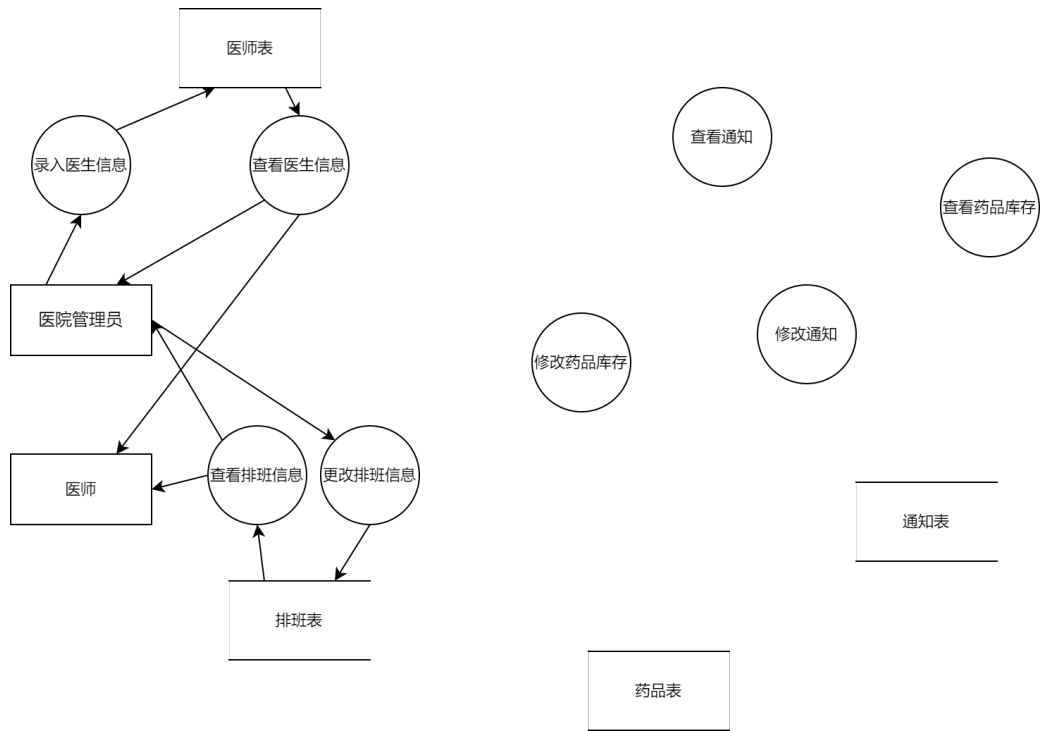 医师表
录入医生信息
查看医生信息
医院管理员
医师
查看排班信息
更改排班信息
排班表
查看通知
查看药品库存
修改药品库存
修改通知
通知表
药品表